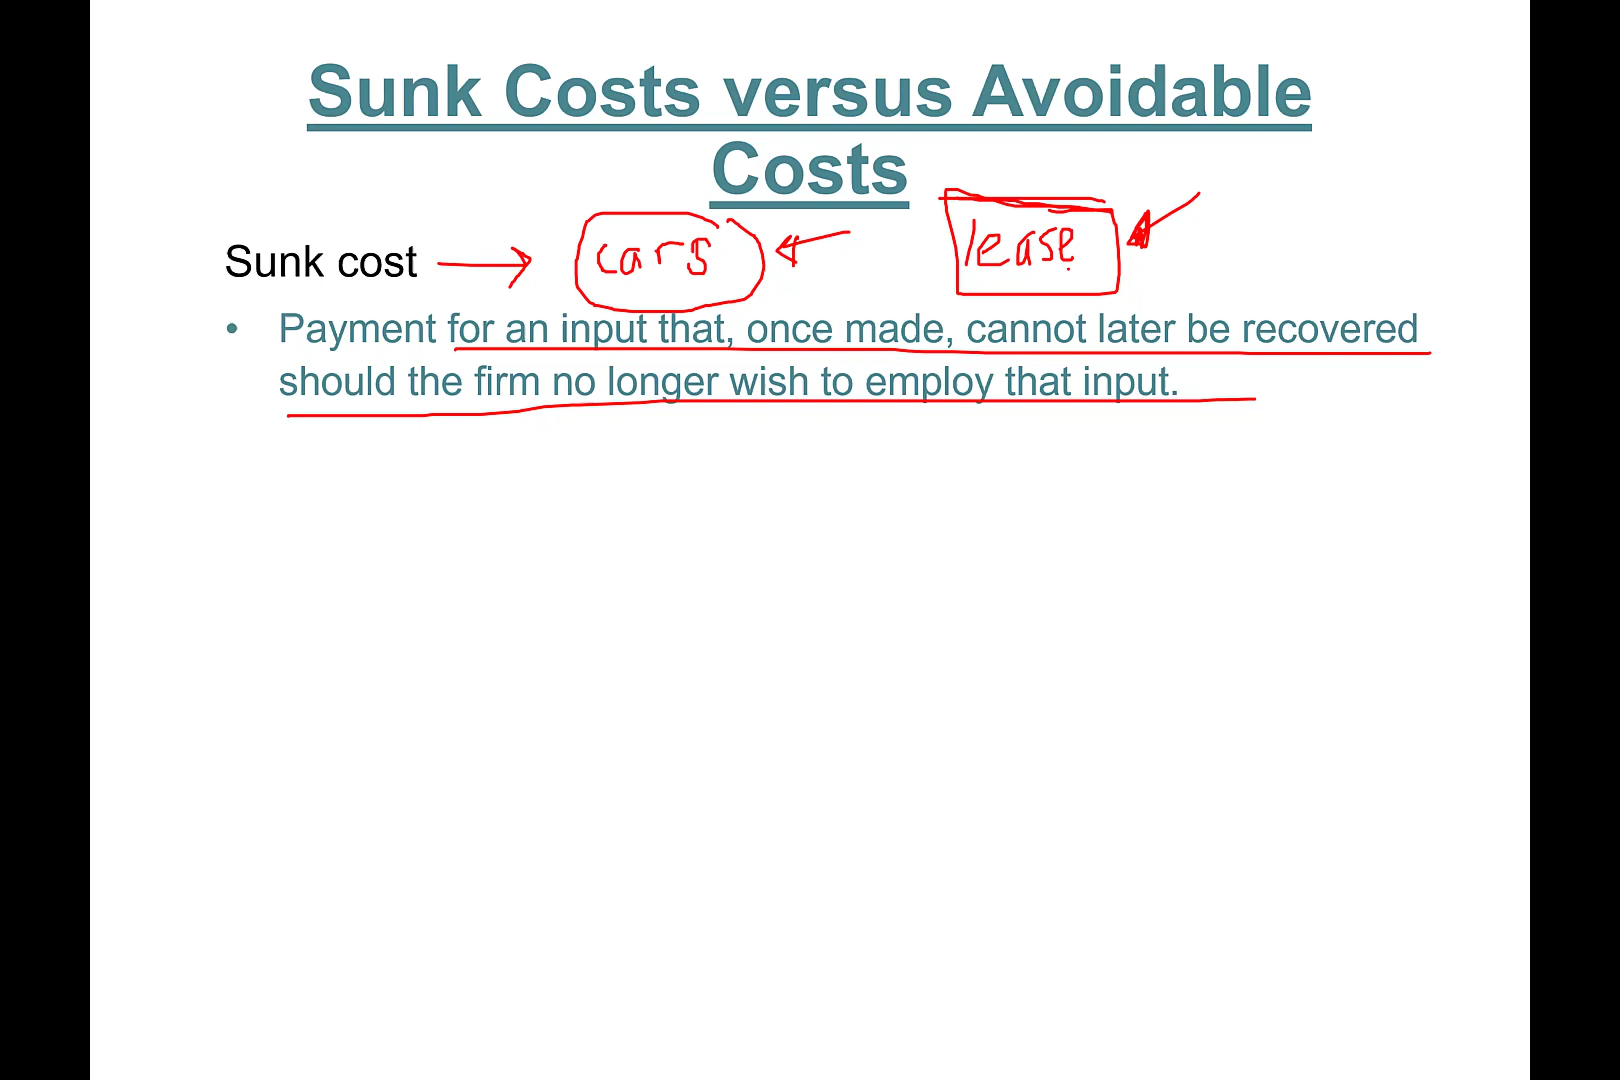 Sunk Costs versus Avoidable
Costs
Sunk cost → cars lease
• Payment for an input that, once made, cannot later be recovered
should the firm no longer wish to employ that input.